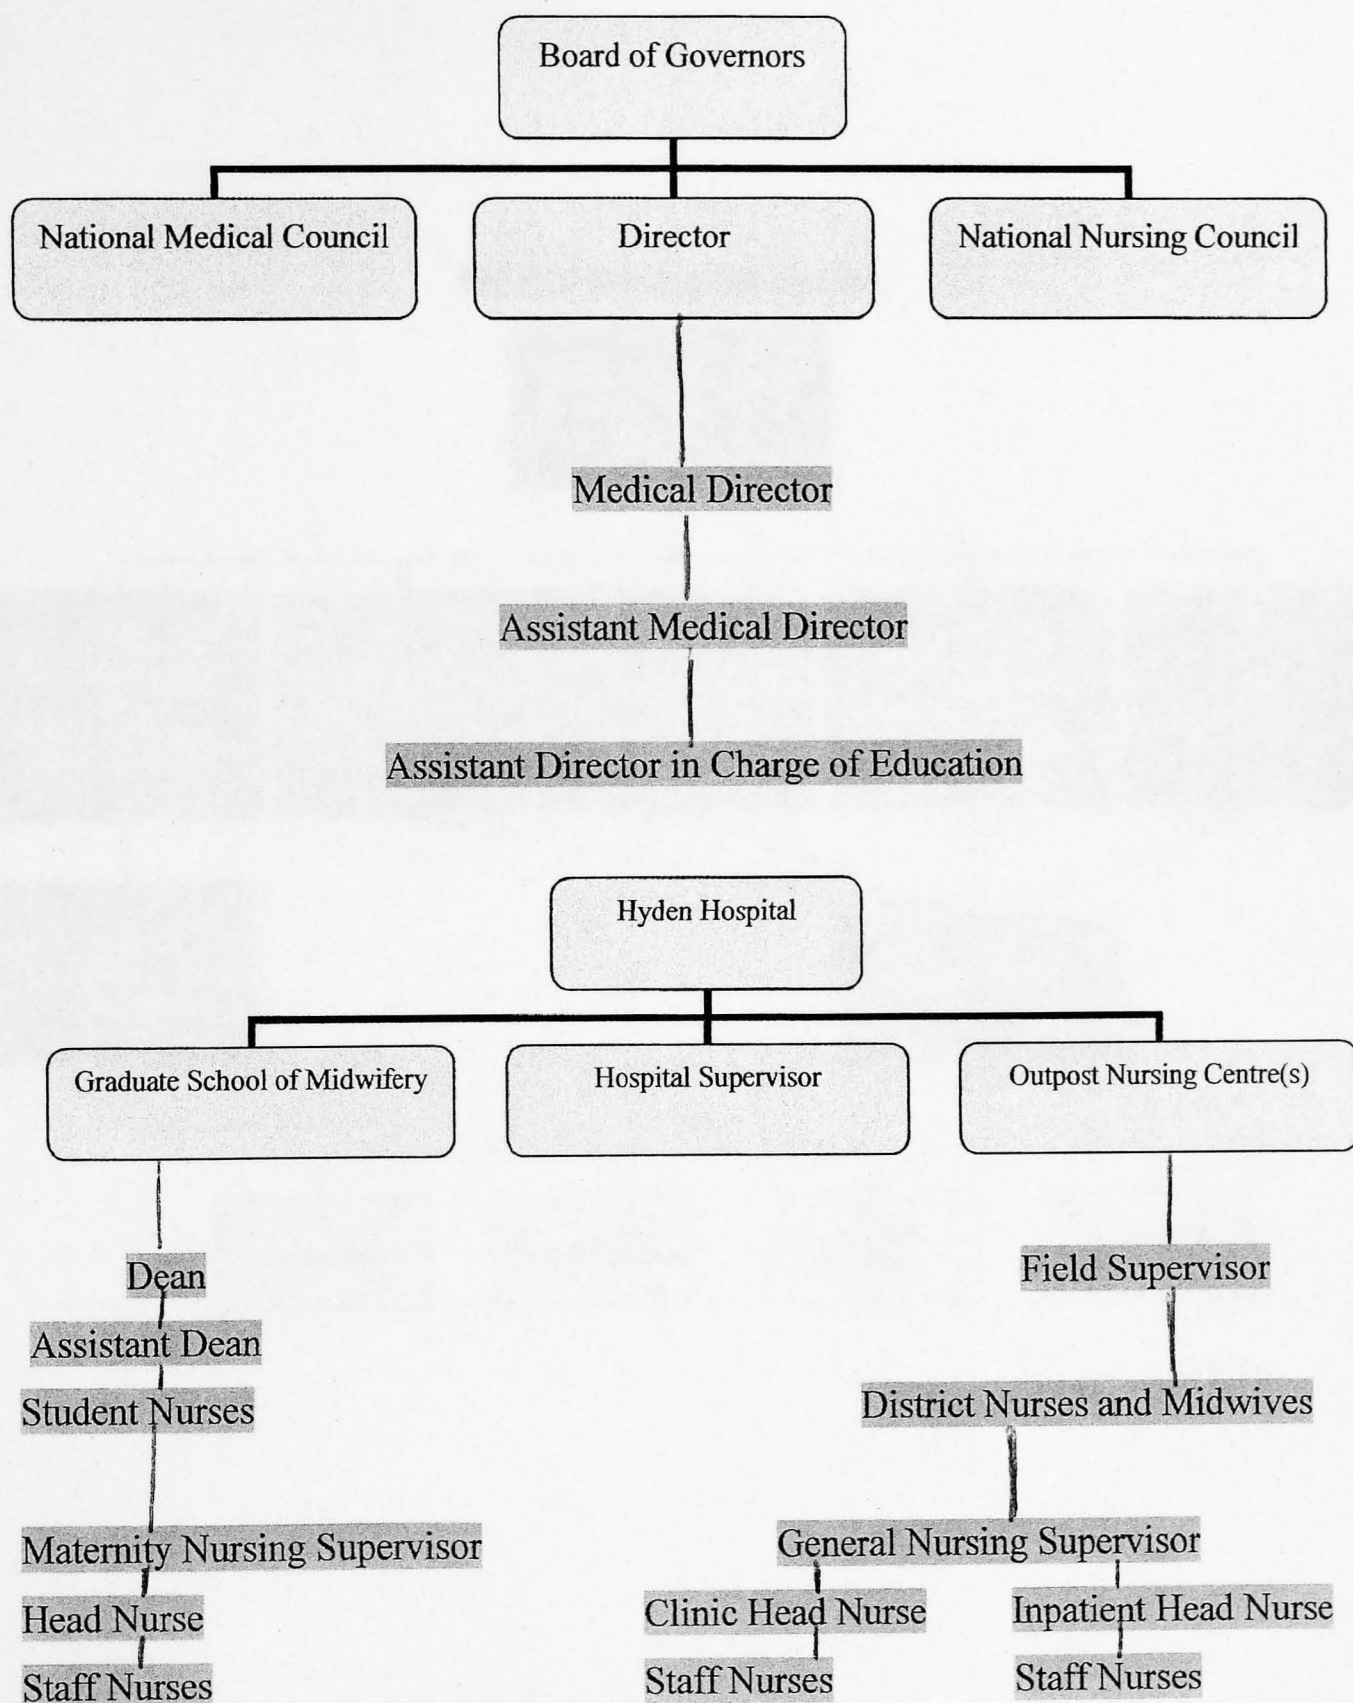 Board of Governors
National Medical Council
Director
National Nursing Council
Medical Director
Assistant Medical Director
Assistant Director in Charge of Education
Hyden Hospital
Graduate School of Midwifery
Hospital Supervisor
Outpost Nursing Centre(s)
Dean
Field Supervisor
Assistant Dean
Student Nurses
District Nurses and Midwives
Maternity Nursing Supervisor
General Nursing Supervisor
Head Nurse
Clinic Head Nurse
Inpatient Head Nurse
Staff Nurses
Staff Nurses
Staff Nurses